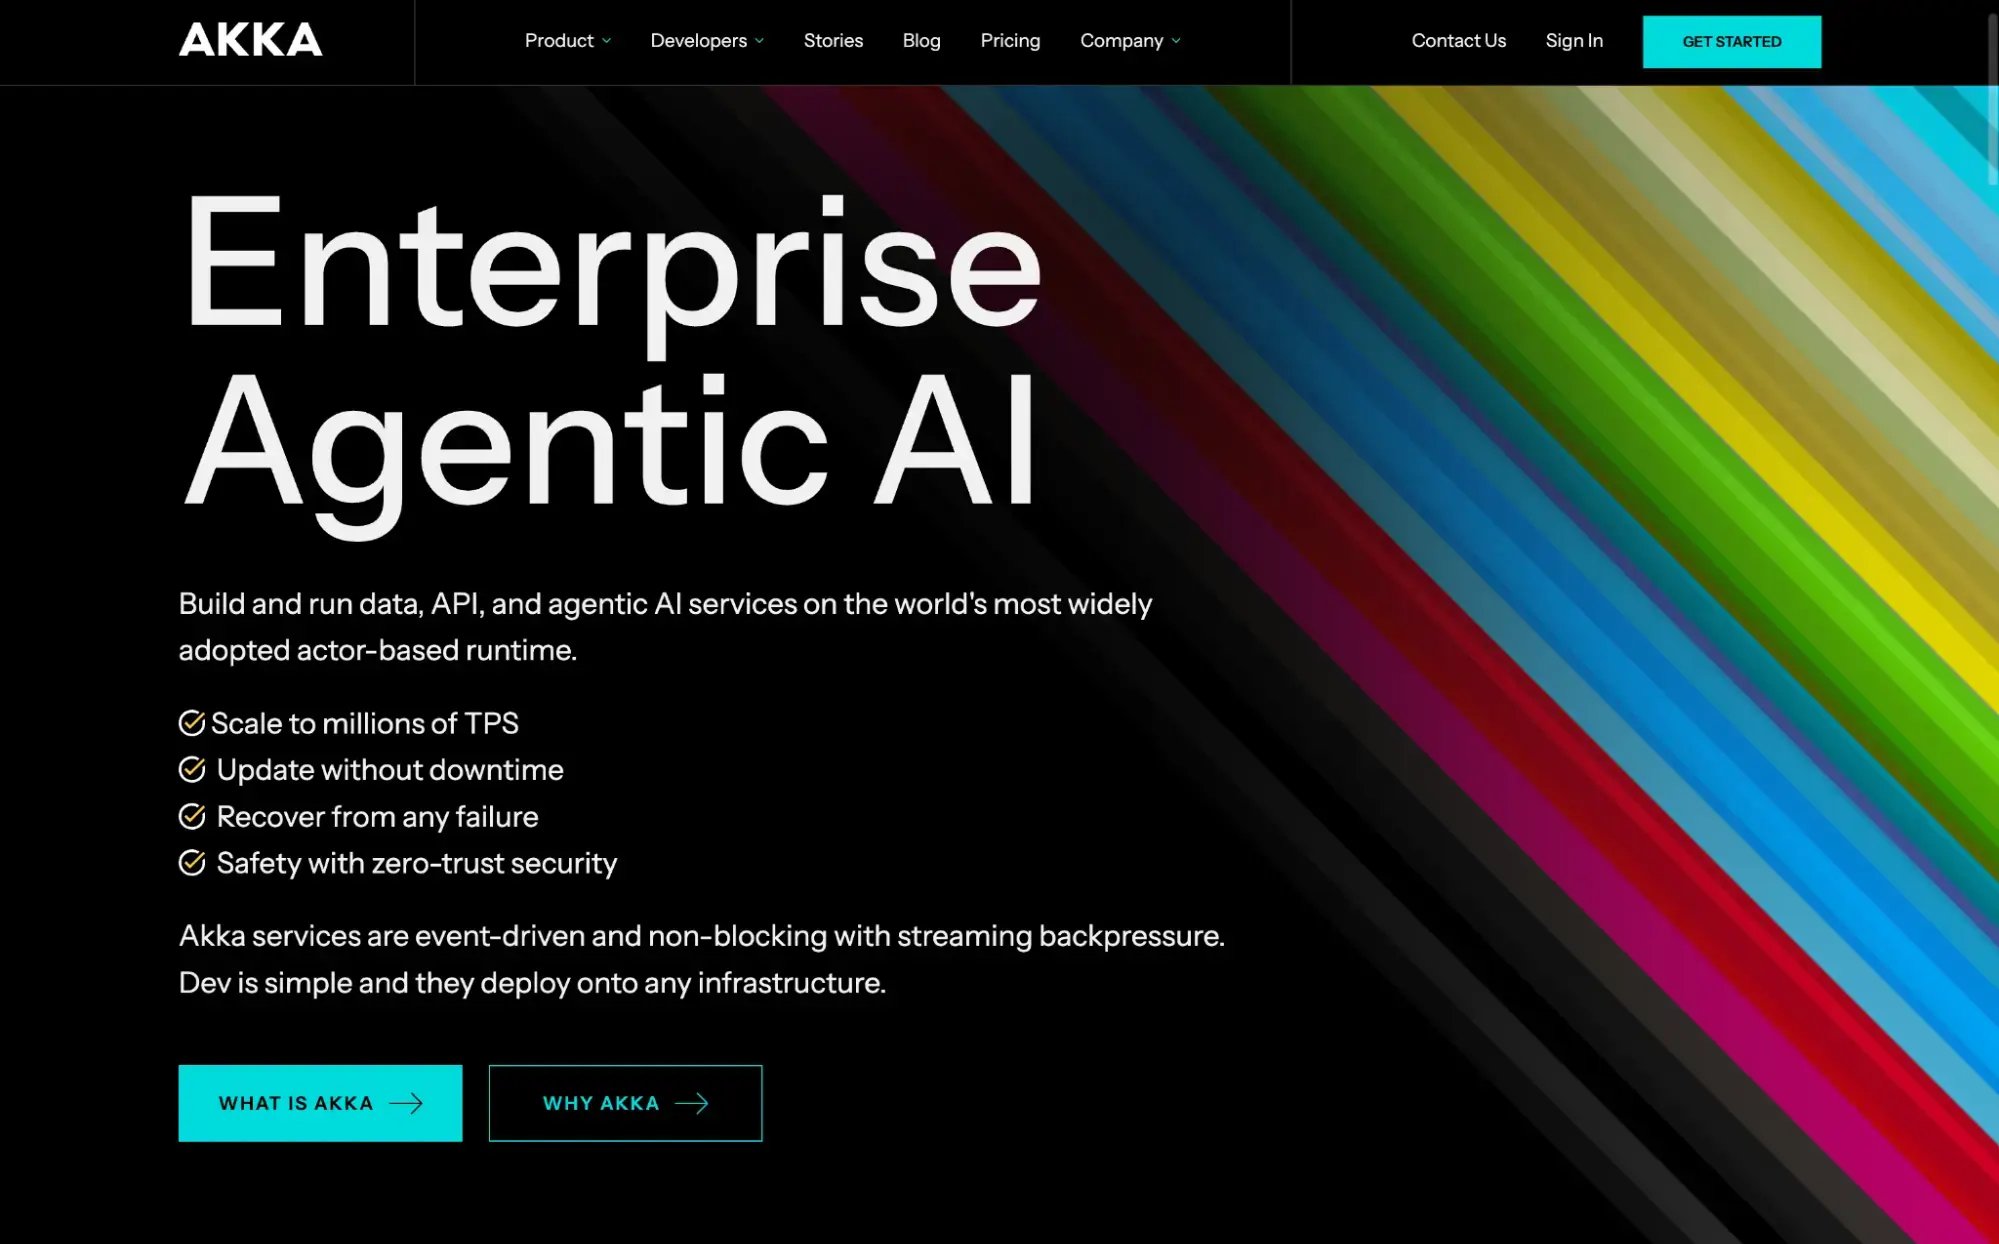 AKKA
Product
Developers
Stories
Blog
Pricing
Company
Contact Us
Sign In
GET STARTED
Enterprise
Agentic AI
Build and run data, API, and agentic AI services on the world's most widely
adopted actor-based runtime.
Scale to millions of TPS
Update without downtime
Recover from any failure
Safety with zero-trust security
Akka services are event-driven and non-blocking with streaming backpressure.
Dev is simple and they deploy onto any infrastructure.
WHAT IS AKKA
WHY AKKA